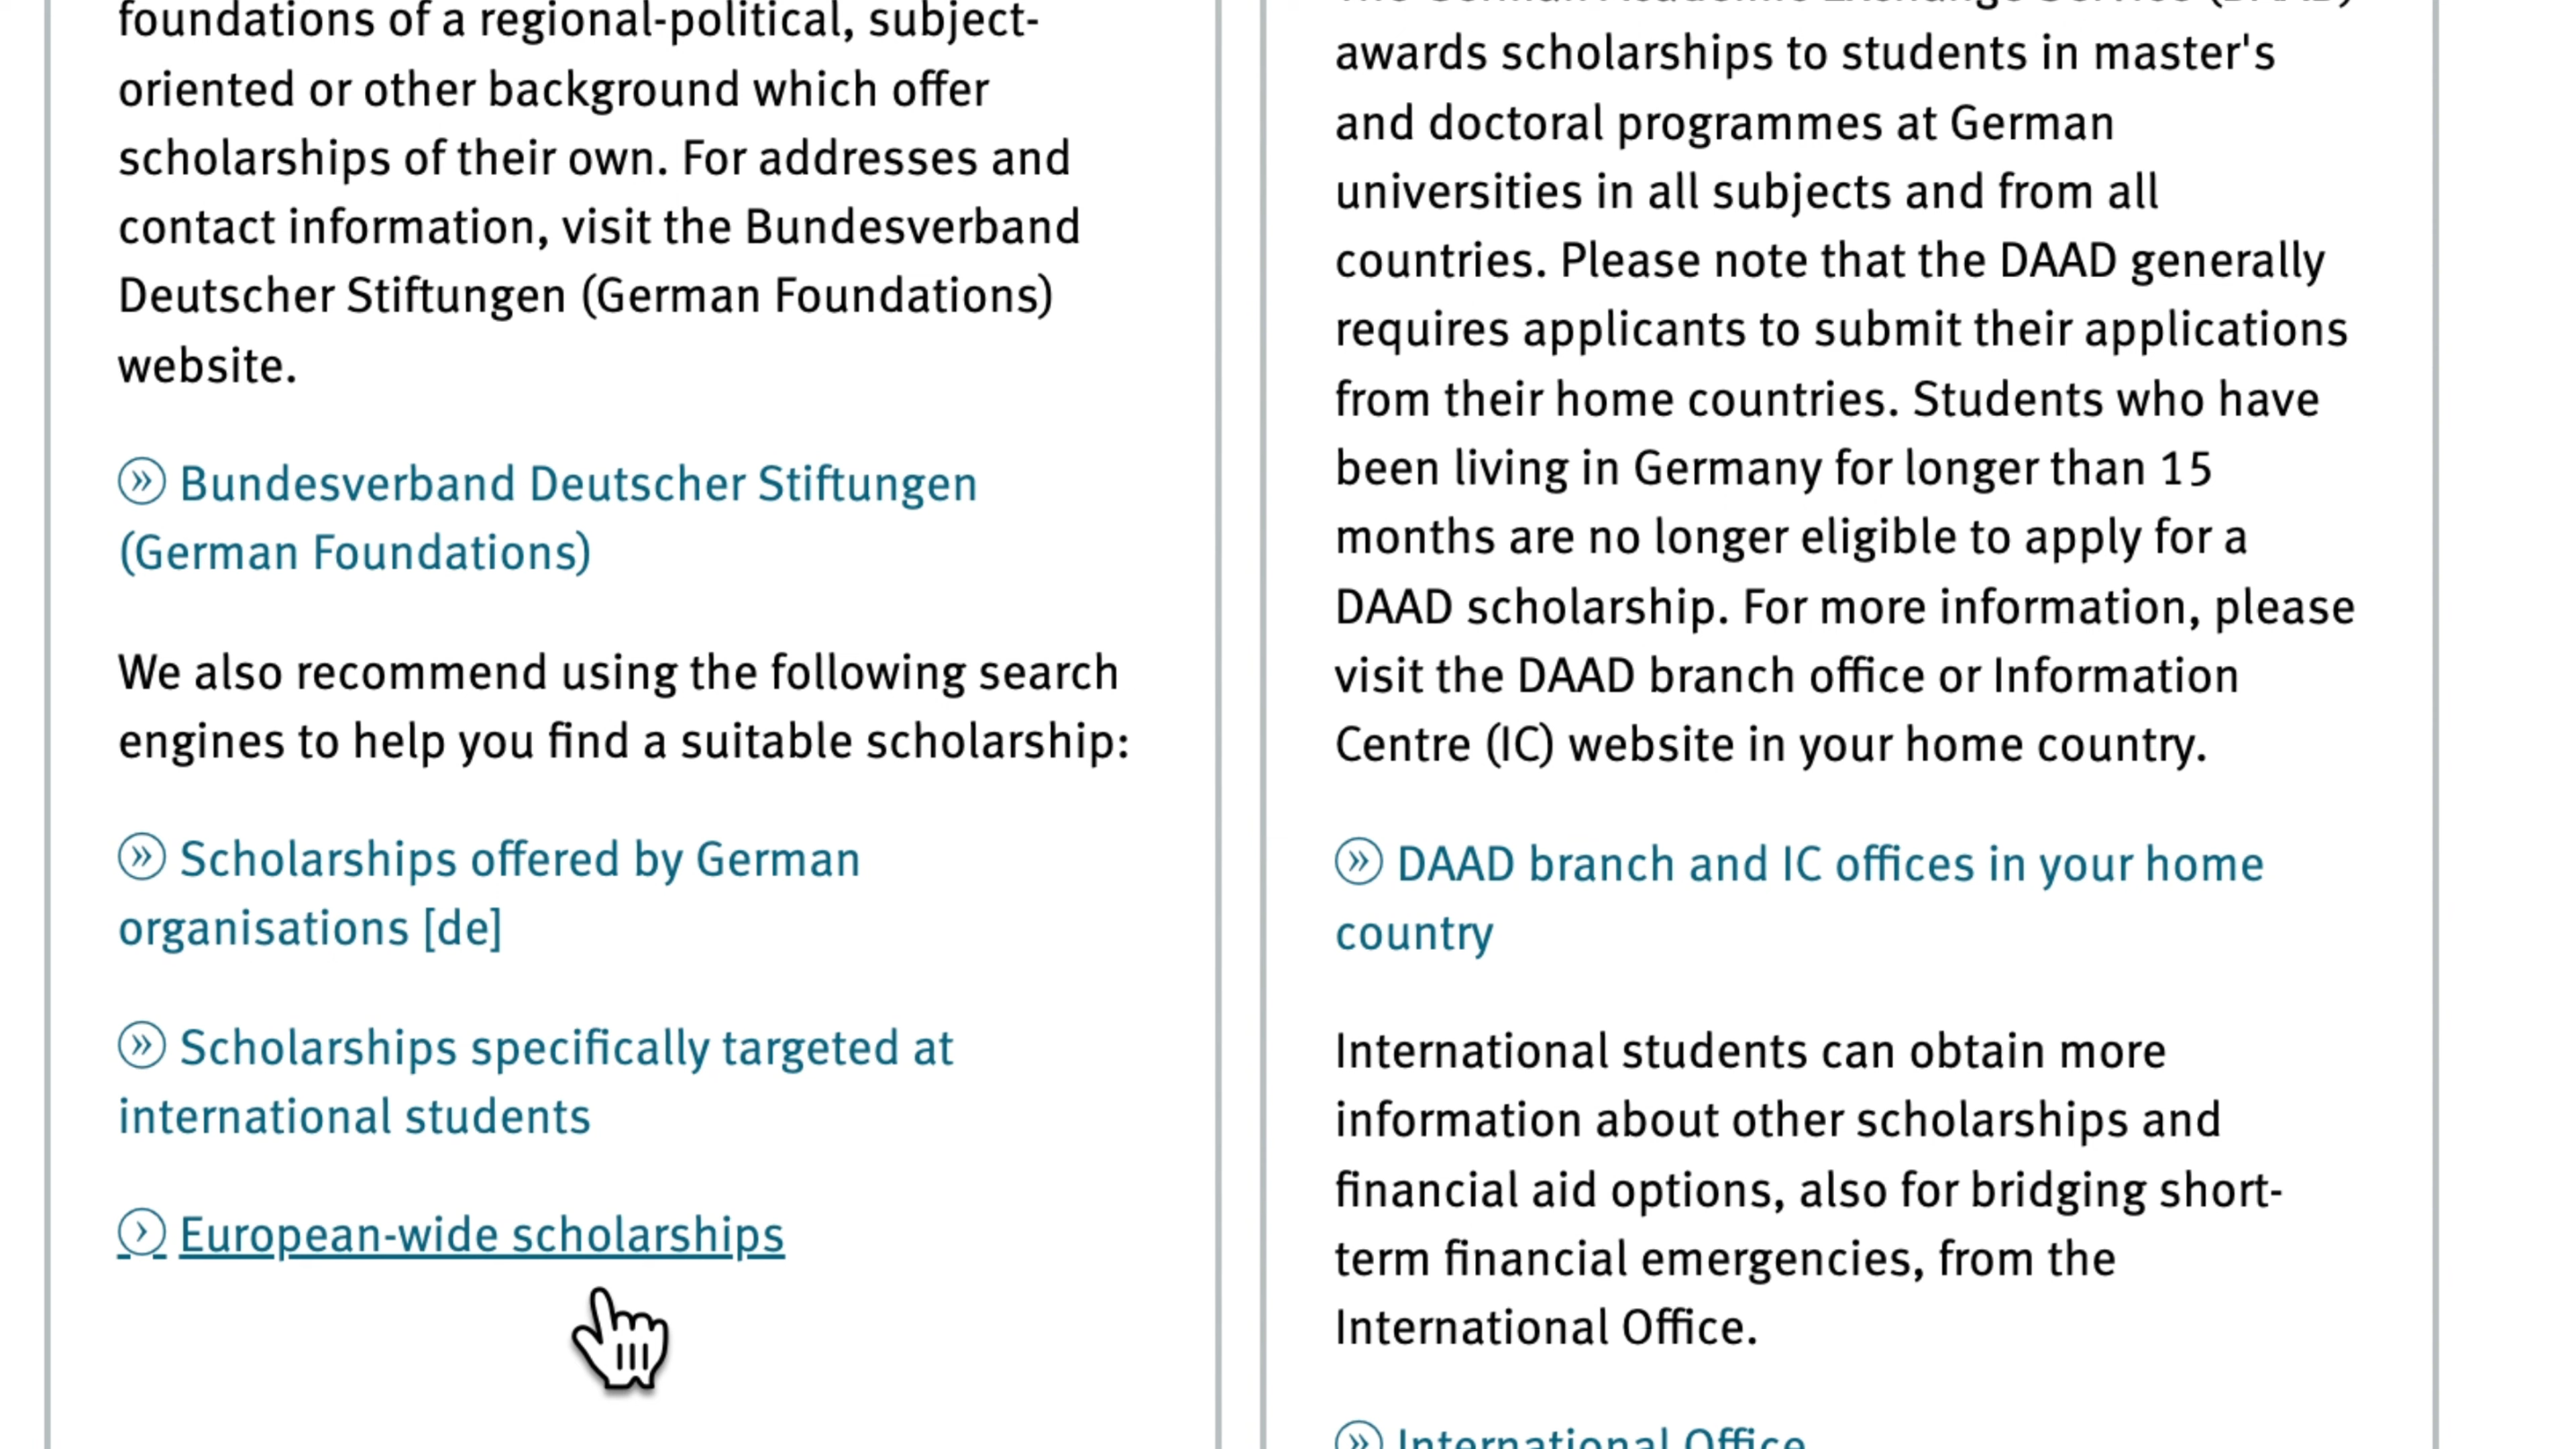 foundations of a regional-political, subject-
oriented or other background which offer
scholarships of their own. For addresses and
contact information, visit the Bundesverband
Deutscher Stiftungen (German Foundations)
website.
» Bundesverband Deutscher Stiftungen
(German Foundations)
We also recommend using the following search
engines to help you find a suitable scholarship:
» Scholarships offered by German
organisations [de]
» Scholarships specifically targeted at
international students
› European-wide scholarships
The German Academic Exchange Service (DAAD)
awards scholarships to students in master's
and doctoral programmes at German
universities in all subjects and from all
countries. Please note that the DAAD generally
requires applicants to submit their applications
from their home countries. Students who have
been living in Germany for longer than 15
months are no longer eligible to apply for a
DAAD scholarship. For more information, please
visit the DAAD branch office or Information
Centre (IC) website in your home country.
» DAAD branch and IC offices in your home
country
International students can obtain more
information about other scholarships and
financial aid options, also for bridging short-
term financial emergencies, from the
International Office.
» International Office